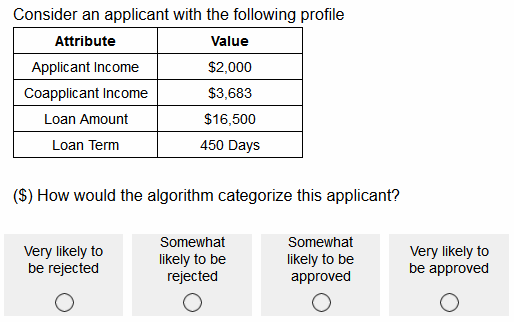 Consider an applicant with the following profile
Attribute Value
Applicant Income $2,000
Coapplicant Income $3,683
Loan Amount $16,500
Loan Term 450 Days
($) How would the algorithm categorize this applicant?
Very likely to
be rejected
Somewhat
likely to be
rejected
Somewhat
likely to be
approved
Very likely to
be approved